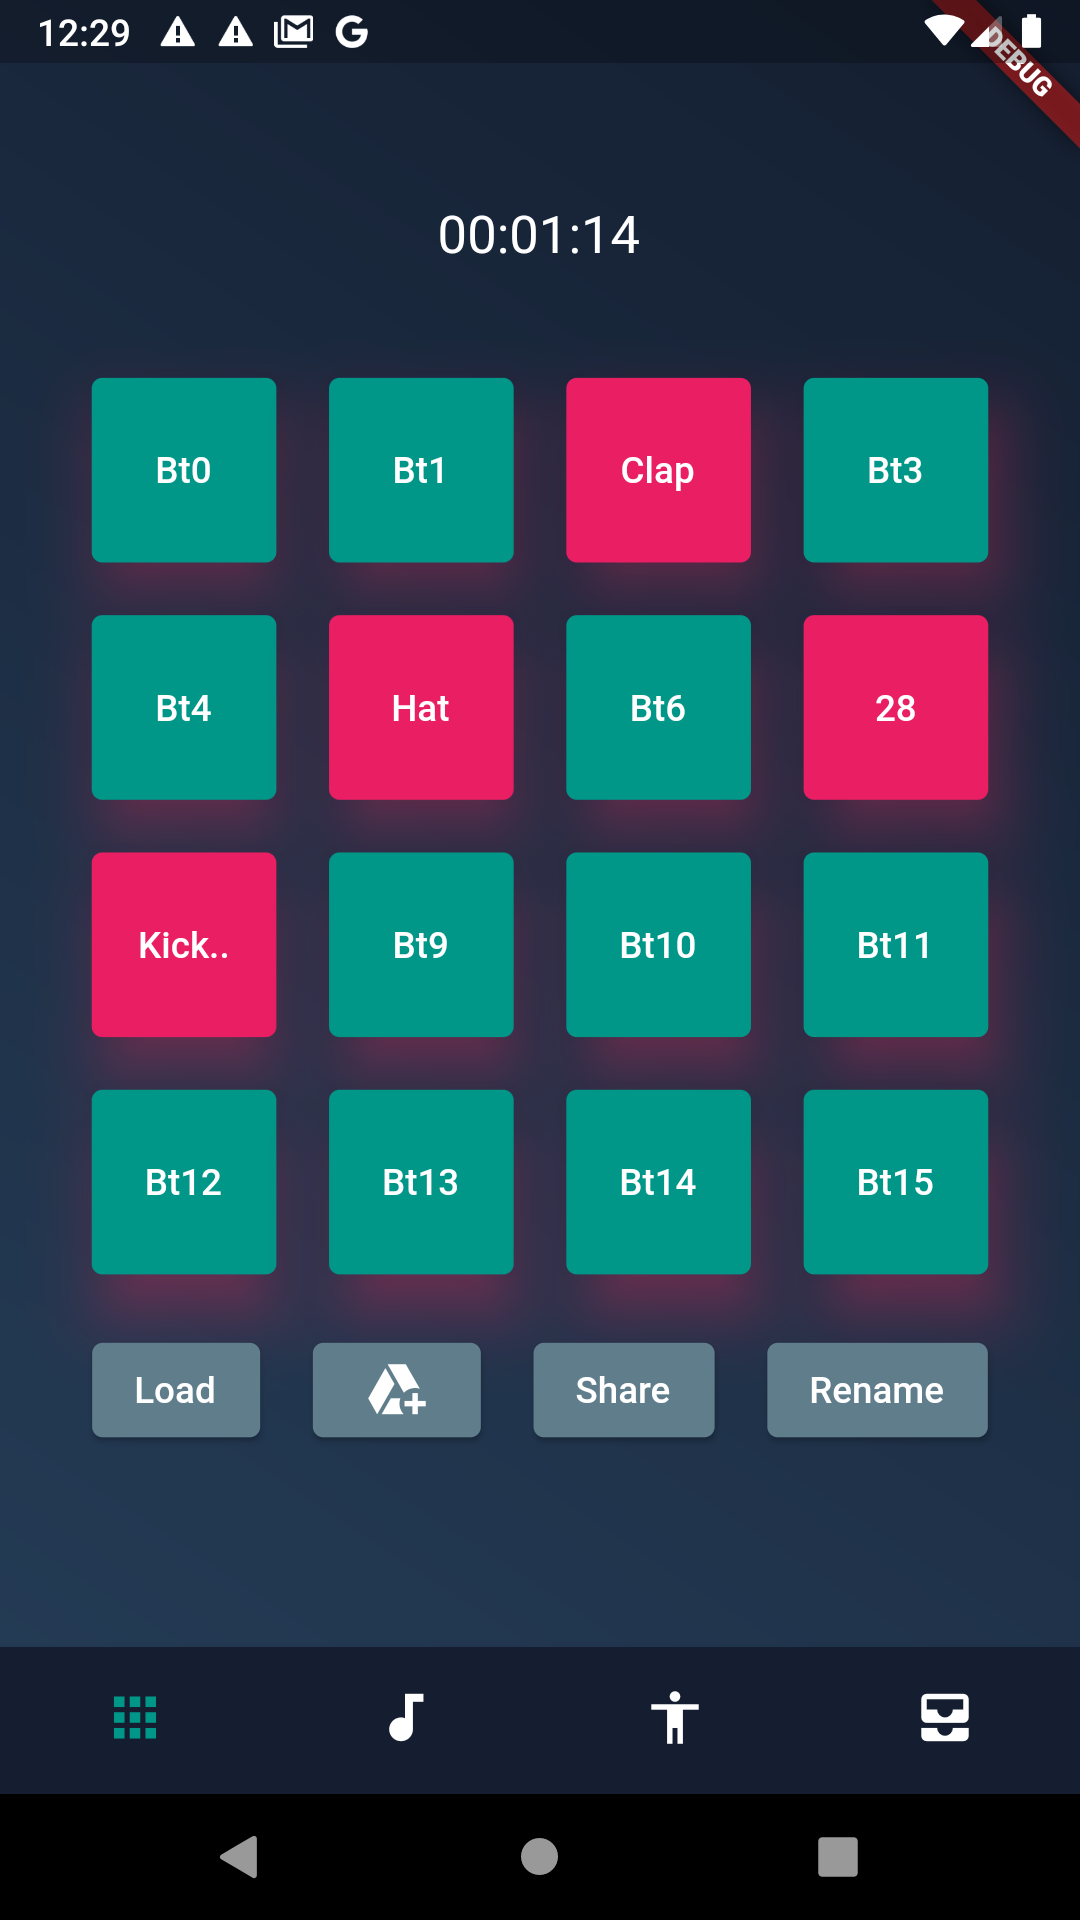 12:29
DEBUG
00:01:14
Bt0 Bt1 Clap Bt3
Bt4 Hat Bt6 28
Kick.. Bt9 Bt10 Bt11
Bt12 Bt13 Bt14 Bt15
Load Share Rename